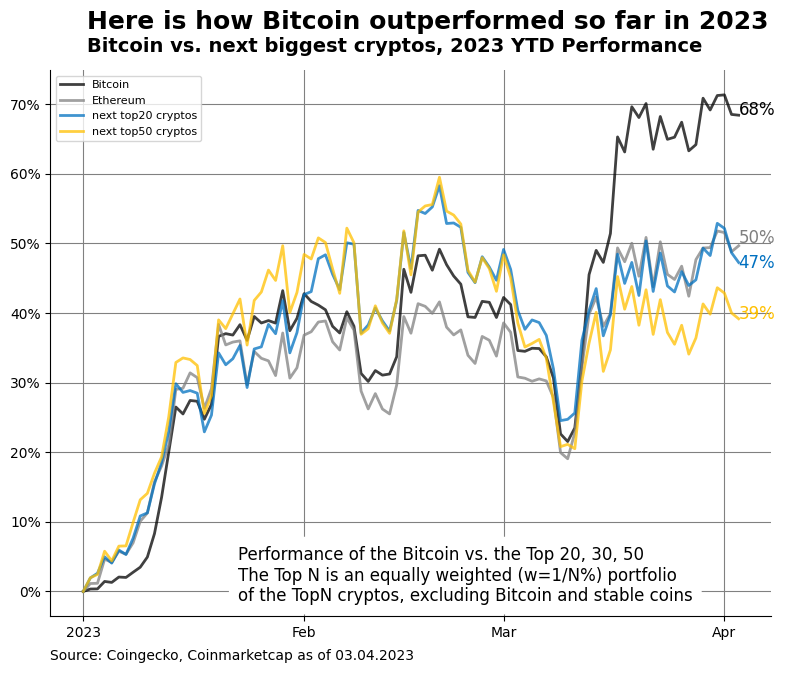 Here is how Bitcoin outperformed so far in 2023
Bitcoin vs. next biggest cryptos, 2023 YTD Performance
Bitcoin
Ethereum
next top20 cryptos
next top50 cryptos
70%
60%
50%
40%
30%
20%
10%
0%
68%
50%
47%
39%
Performance of the Bitcoin vs. the Top 20, 30, 50
The Top N is an equally weighted (w=1/N%) portfolio
of the TopN cryptos, excluding Bitcoin and stable coins
2023
Feb
Mar
Apr
Source: Coingecko, Coinmarketcap as of 03.04.2023